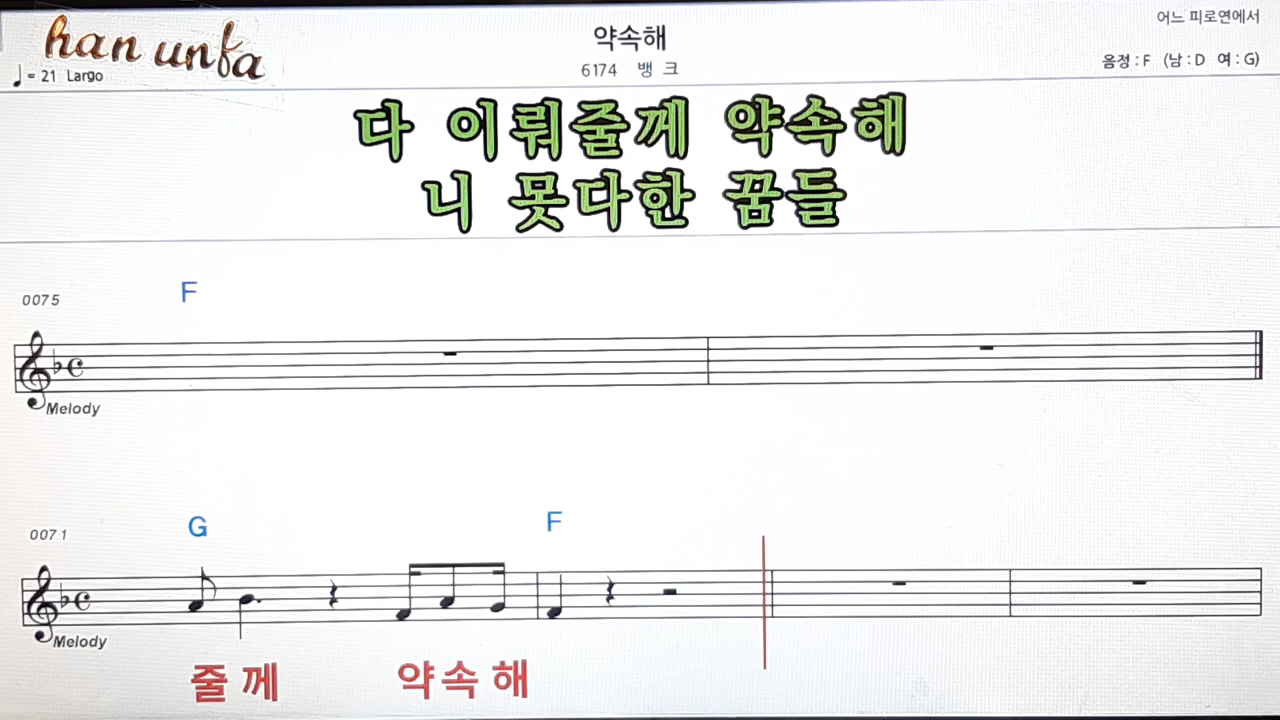 han unfa
♩= 21 Largo
약속해
6174 뱅 크
어느 피로연에서
음정 : F (남 : D 여 : G)
다 이뤄줄께 약속해
니 못다한 꿈들
0075
F
Melody
0071
G F
Melody
줄 께 약 속 해